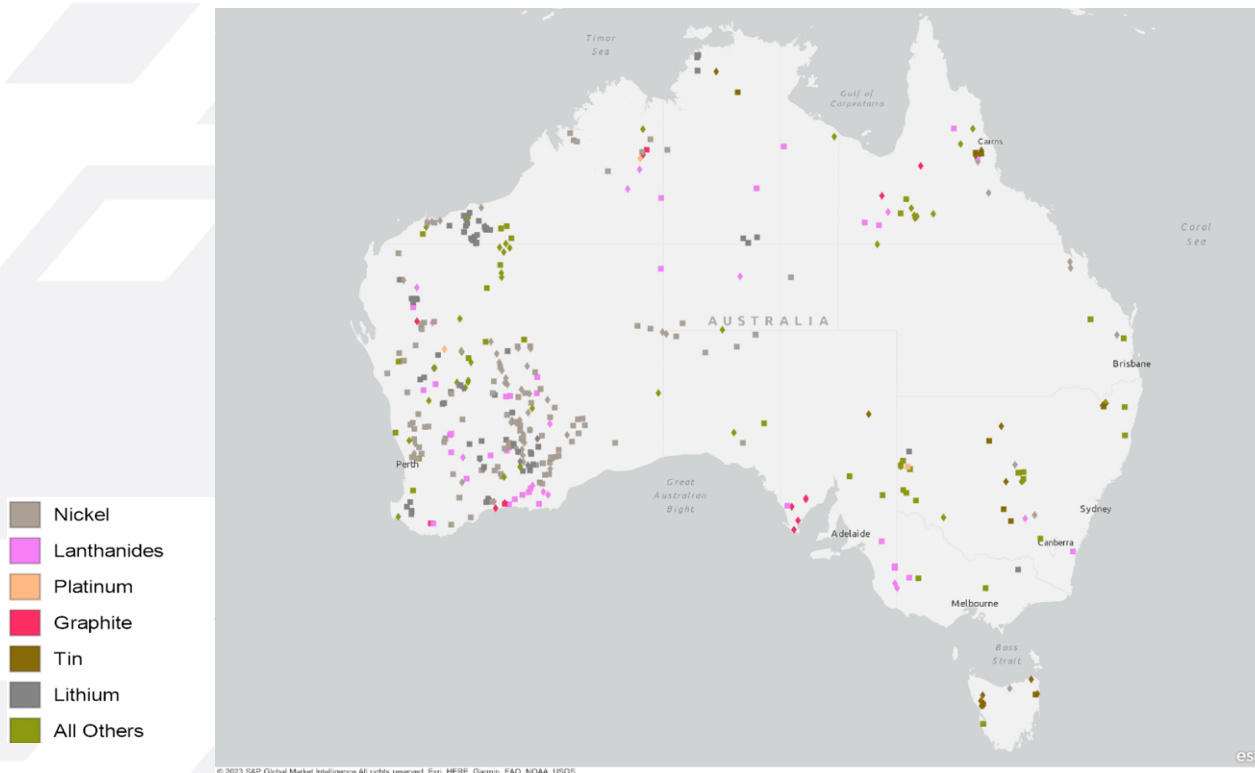 Timor
Sea
Gulf of
Carpentaria
Cairns
Coral
Sea
AUSTRALIA
Brisbane
Perth
Great
Australian
Bight
Sydney
Adelaide
Canberra
Melbourne
Bass
Strait
Nickel
Lanthanides
Platinum
Graphite
Tin
Lithium
All Others
es
© 2023 S&P Global Market Intelligence All rights reserved. Esri, HERE, Garmin, FAO, NOAA, USGS